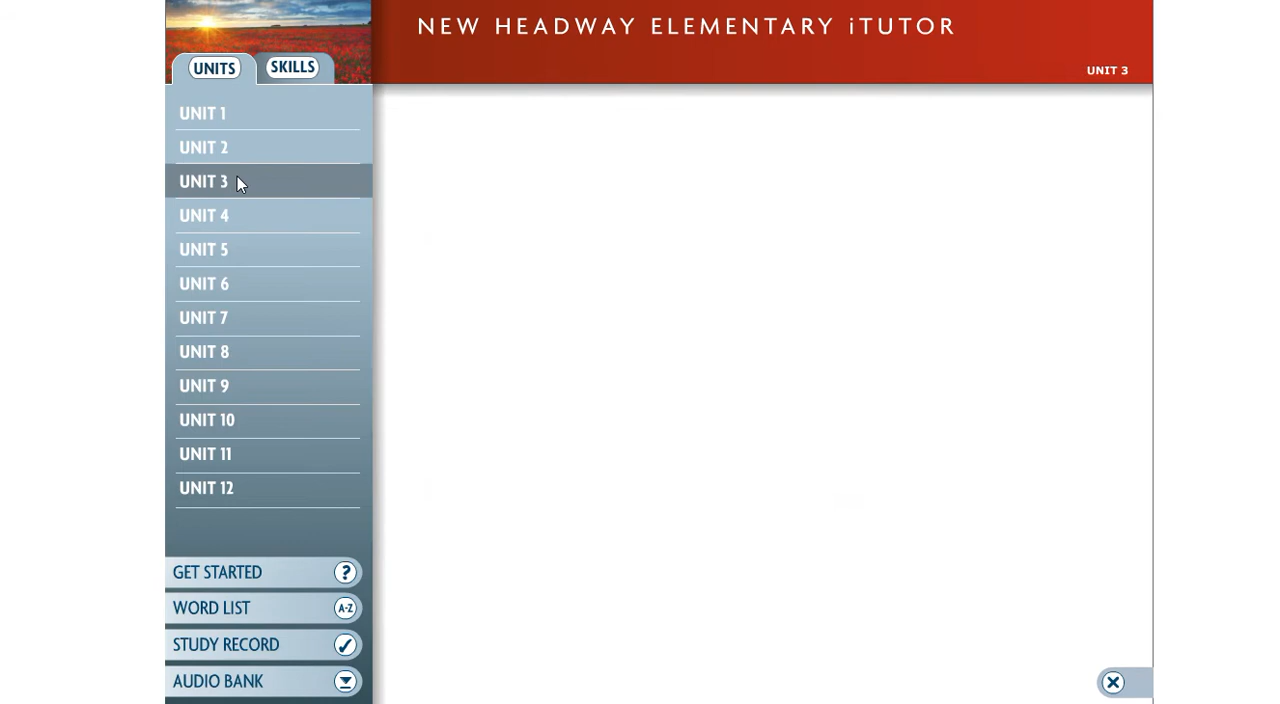 NEW HEADWAY ELEMENTARY iTUTOR
UNIT 3
UNITS
SKILLS
UNIT 1
UNIT 2
UNIT 3
UNIT 4
UNIT 5
UNIT 6
UNIT 7
UNIT 8
UNIT 9
UNIT 10
UNIT 11
UNIT 12
GET STARTED ?
WORD LIST A-Z
STUDY RECORD
AUDIO BANK